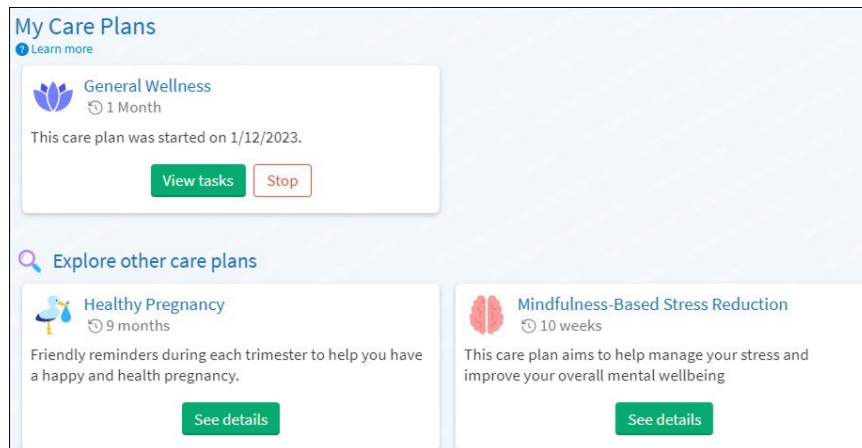 My Care Plans
? Learn more
General Wellness
1 Month
This care plan was started on 1/12/2023.
View tasks
Stop
Explore other care plans
Healthy Pregnancy
9 months
Friendly reminders during each trimester to help you have
a happy and health pregnancy.
See details
Mindfulness-Based Stress Reduction
10 weeks
This care plan aims to help manage your stress and
improve your overall mental wellbeing
See details